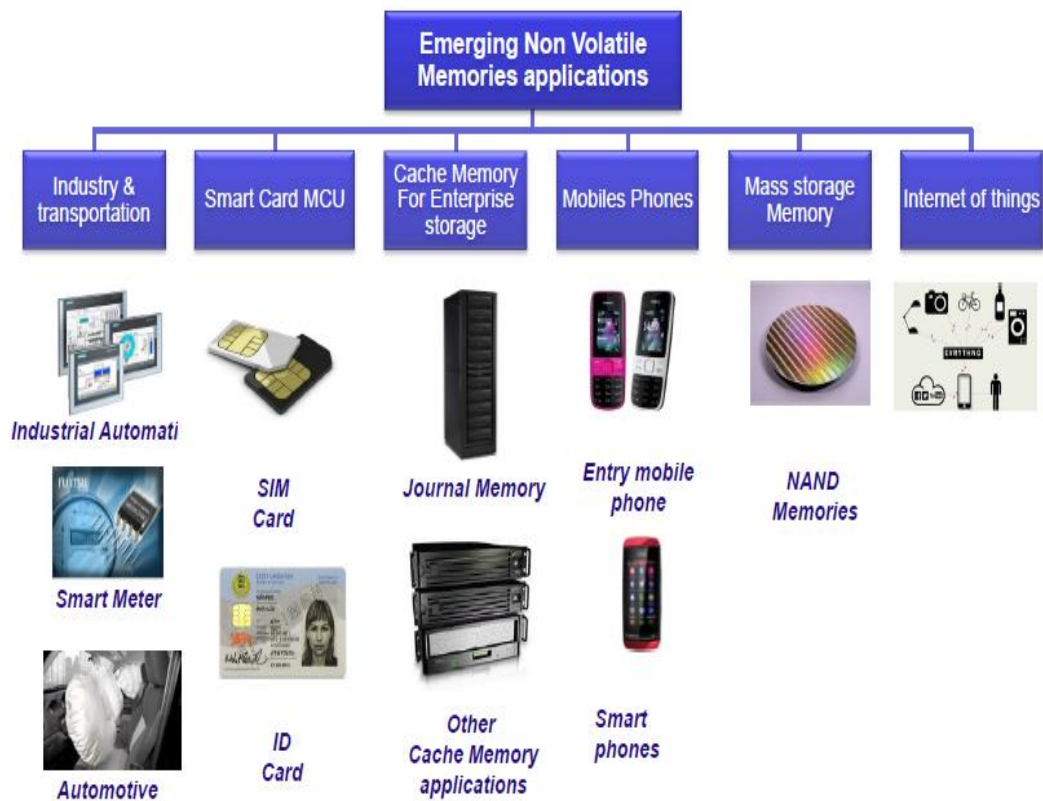 Emerging Non Volatile
Memories applications
Industry &
transportation
Smart Card MCU
Cache Memory
For Enterprise
storage
Mobiles Phones
Mass storage
Memory
Internet of things
Industrial Automati
SIM
Card
Journal Memory
Entry mobile
phone
NAND
Memories
EVERYTHING
FUJITSU
Smart Meter
ID
Card
Other
Cache Memory
applications
Smart
phones
Automotive